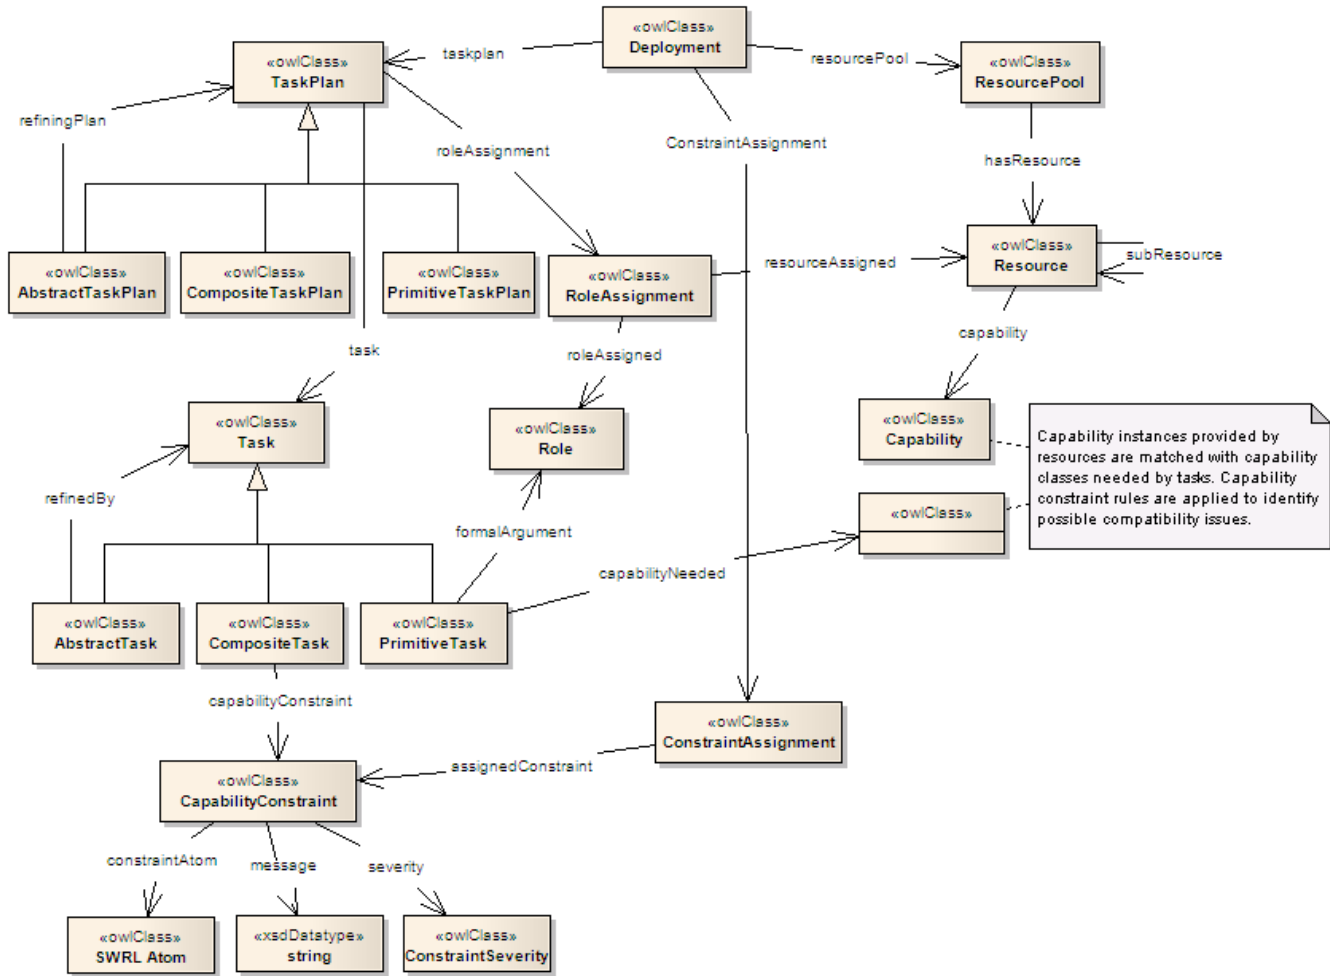 «owlClass»
Deployment
«owlClass»
TaskPlan
taskplan
resourcePool
«owlClass»
ResourcePool
refiningPlan
roleAssignment
ConstraintAssignment
hasResource
«owlClass»
AbstractTaskPlan
«owlClass»
CompositeTaskPlan
«owlClass»
PrimitiveTaskPlan
«owlClass»
RoleAssignment
resourceAssigned
«owlClass»
Resource
subResource
task
roleAssigned
capability
«owlClass»
Task
«owlClass»
Role
«owlClass»
Capability
Capability instances provided by
resources are matched with capability
classes needed by tasks. Capability
constraint rules are applied to identify
possible compatibility issues.
refinedBy
formalArgument
capabilityNeeded
«owlClass»
«owlClass»
AbstractTask
«owlClass»
CompositeTask
«owlClass»
PrimitiveTask
capabilityConstraint
«owlClass»
ConstraintAssignment
assignedConstraint
«owlClass»
CapabilityConstraint
constraintAtom
message
severity
«owlClass»
SWRL Atom
«xsdDatatype»
string
«owlClass»
ConstraintSeverity